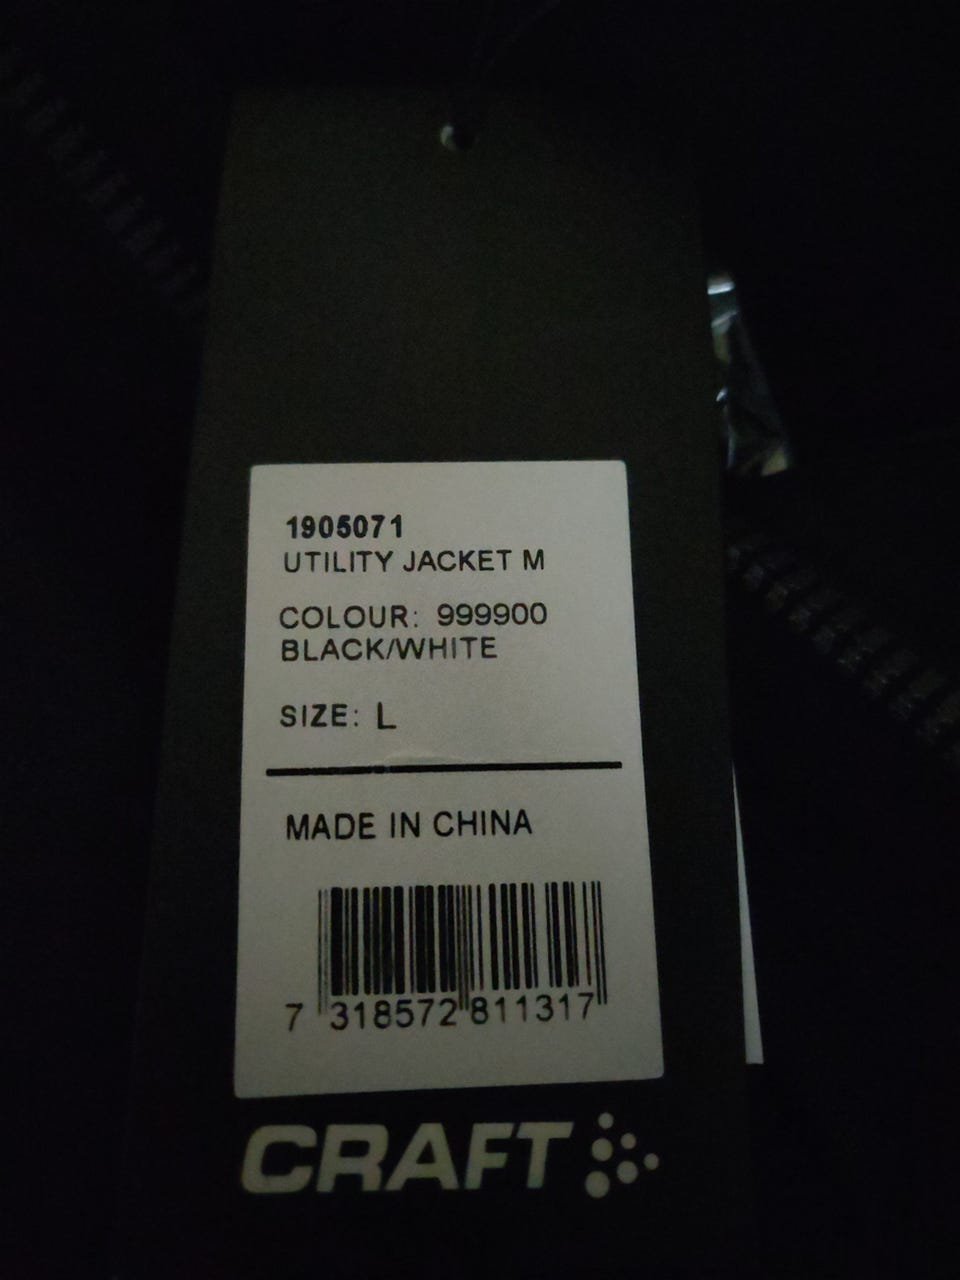 1905071
UTILITY JACKET M
COLOUR: 999900
BLACK/WHITE
SIZE: L
MADE IN CHINA
7 318572 811317
CRAFT